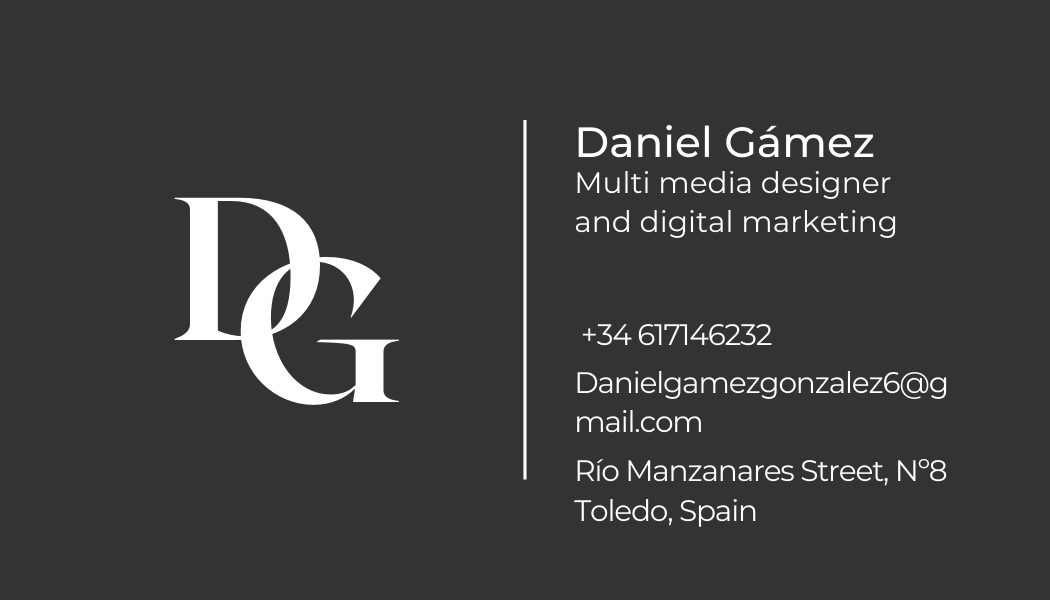 DG
Daniel Gámez
Multi media designer
and digital marketing
+34 617146232
Danielgamezgonzalez6@g
mail.com
Río Manzanares Street, Nº8
Toledo, Spain